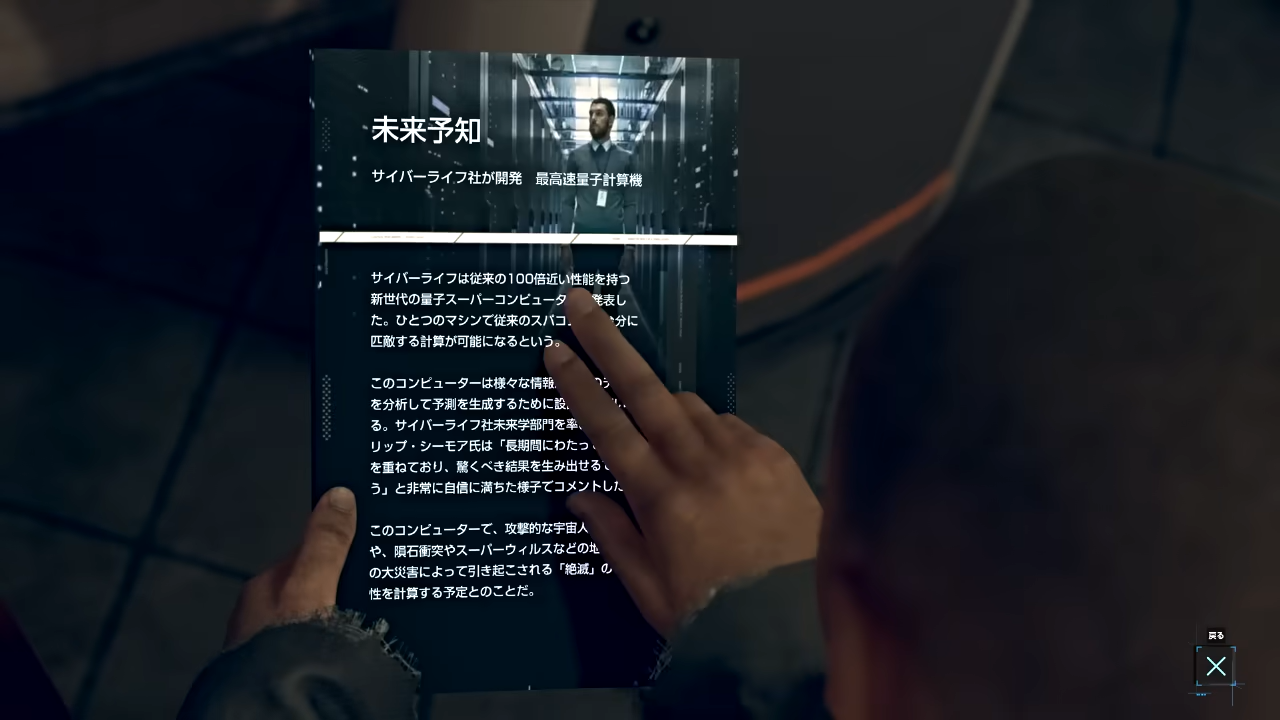 未来予知
サイバーライフ社が開発 最高速量子計算機
サイバーライフは従来の100倍近い性能を持つ
新世代の量子スーパーコンピュータ 発表し
た。ひとつのマシンで従来のスパコ 分に
匹敵する計算が可能になるという。
このコンピューターは様々な情報 の
を分析して予測を生成するために設
る。サイバーライフ社未来学部門を率
リップ・シーモア氏は「長期間にわたっ
を重ねており、驚くべき結果を生み出せる
う」と非常に自信に満ちた様子でコメントした
このコンピューターで、攻撃的な宇宙人
や、隕石衝突やスーパーウィルスなどの地
の大災害によって引き起こされる「絶滅」の
性を計算する予定とのことだ。
戻る